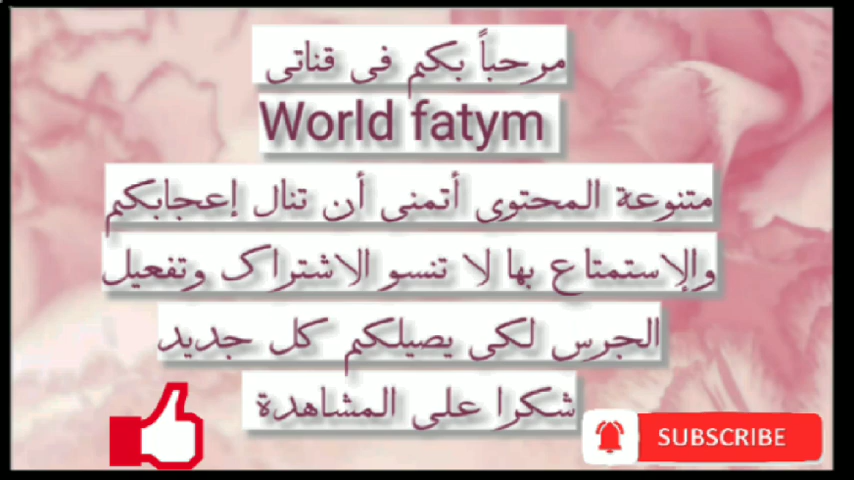 مرحباً بكم فى قناتى
World fatym
متنوعة المحتوى أتمنى أن تنال إعجابكم
والإستمتاع بها لا تنسو الاشتراك وتفعيل
الجرس لكى يصيلكم كل جديد
شكرا على المشاهدة
SUBSCRIBE